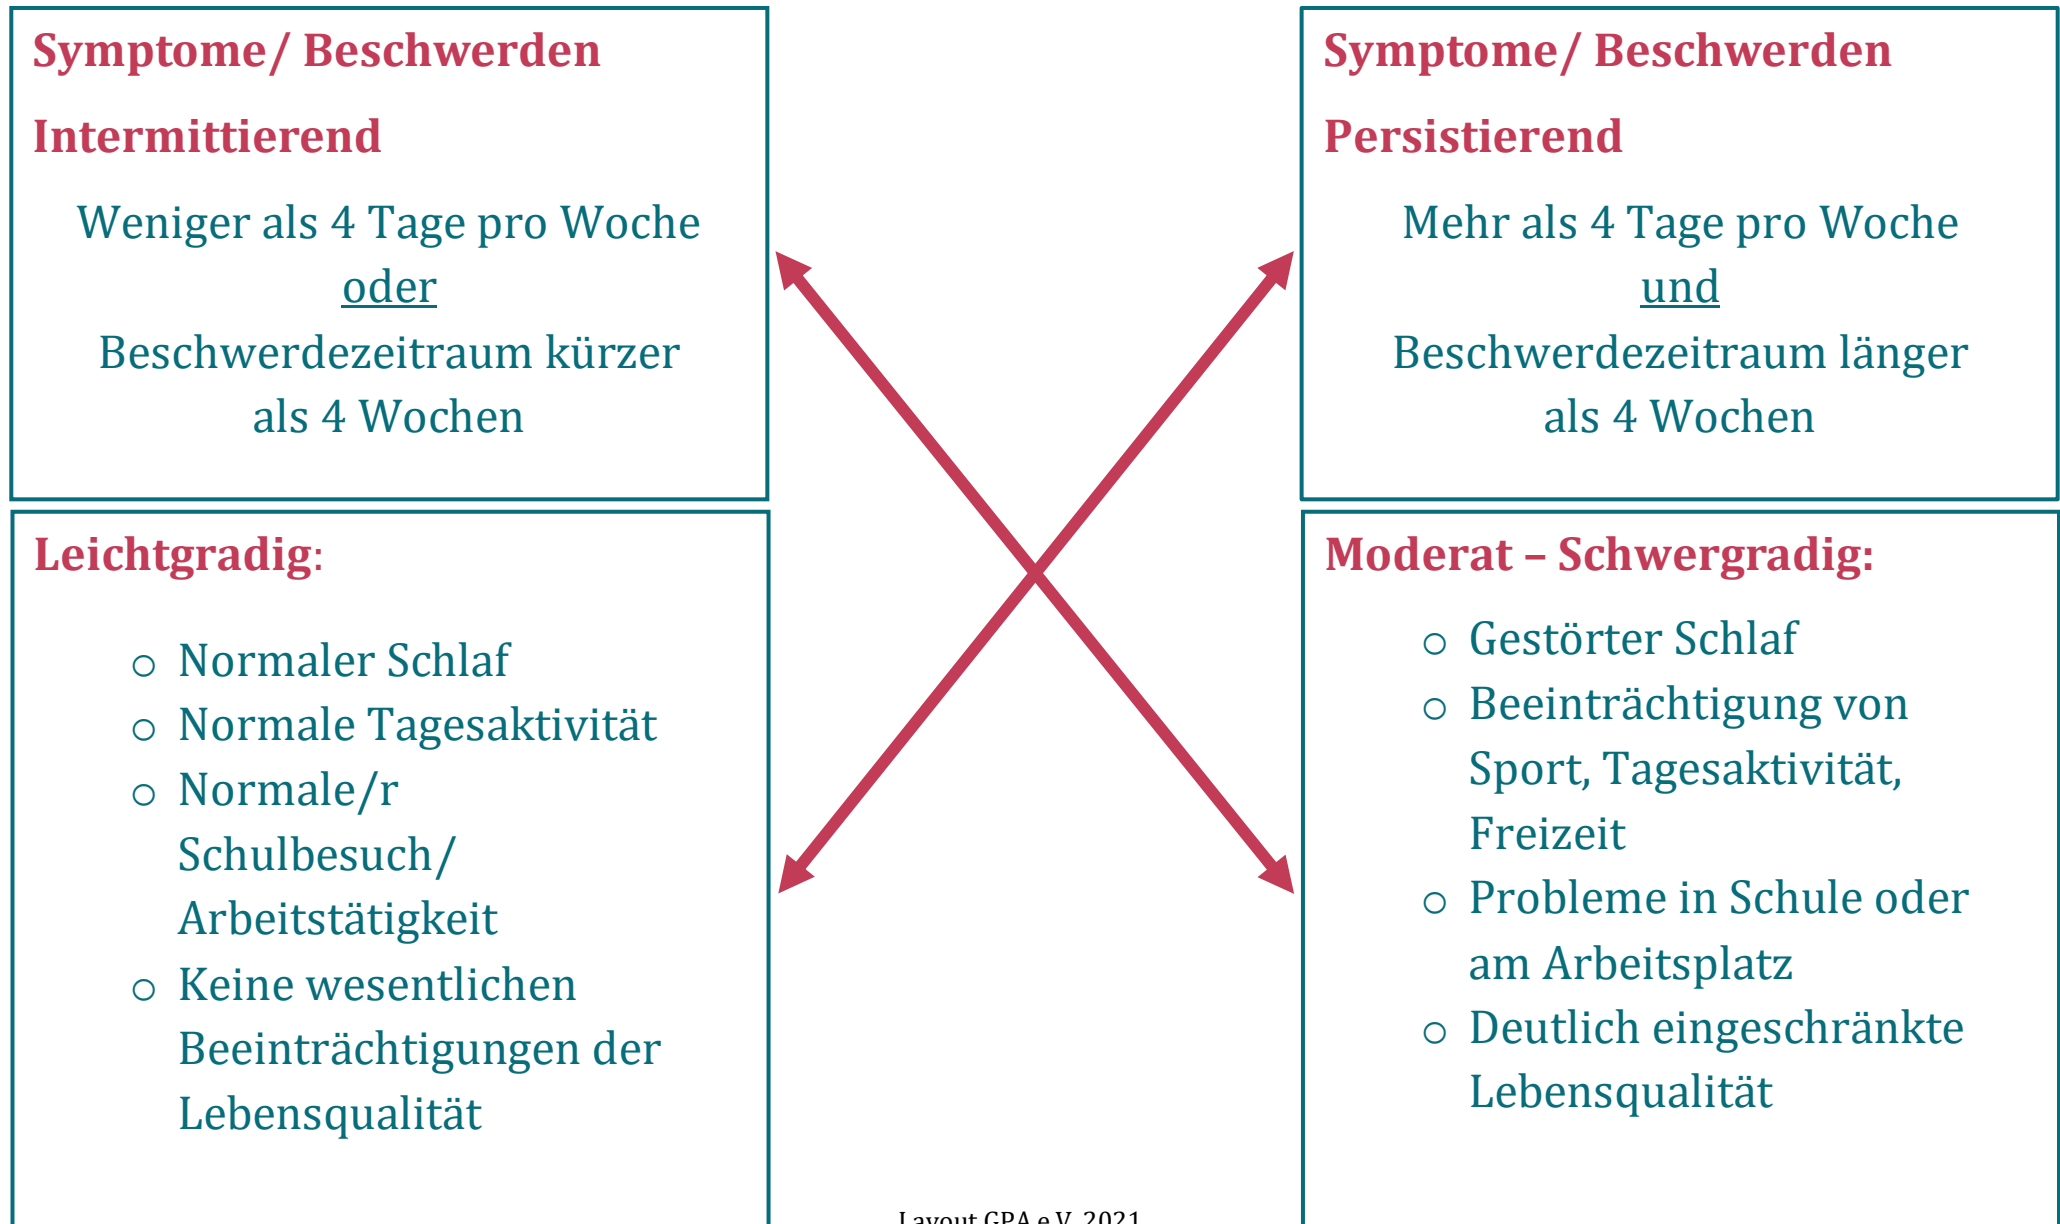 Symptome/ Beschwerden
Intermittierend
Weniger als 4 Tage pro Woche
oder
Beschwerdezeitraum kürzer
als 4 Wochen
Symptome/ Beschwerden
Persistierend
Mehr als 4 Tage pro Woche
und
Beschwerdezeitraum länger
als 4 Wochen
Leichtgradig:
o Normaler Schlaf
o Normale Tagesaktivität
o Normale/r
Schulbesuch/
Arbeitstätigkeit
o Keine wesentlichen
Beeinträchtigungen der
Lebensqualität
Moderat – Schwergradig:
o Gestörter Schlaf
o Beeinträchtigung von
Sport, Tagesaktivität,
Freizeit
o Probleme in Schule oder
am Arbeitsplatz
o Deutlich eingeschränkte
Lebensqualität
Layout GPA e.V. 2021